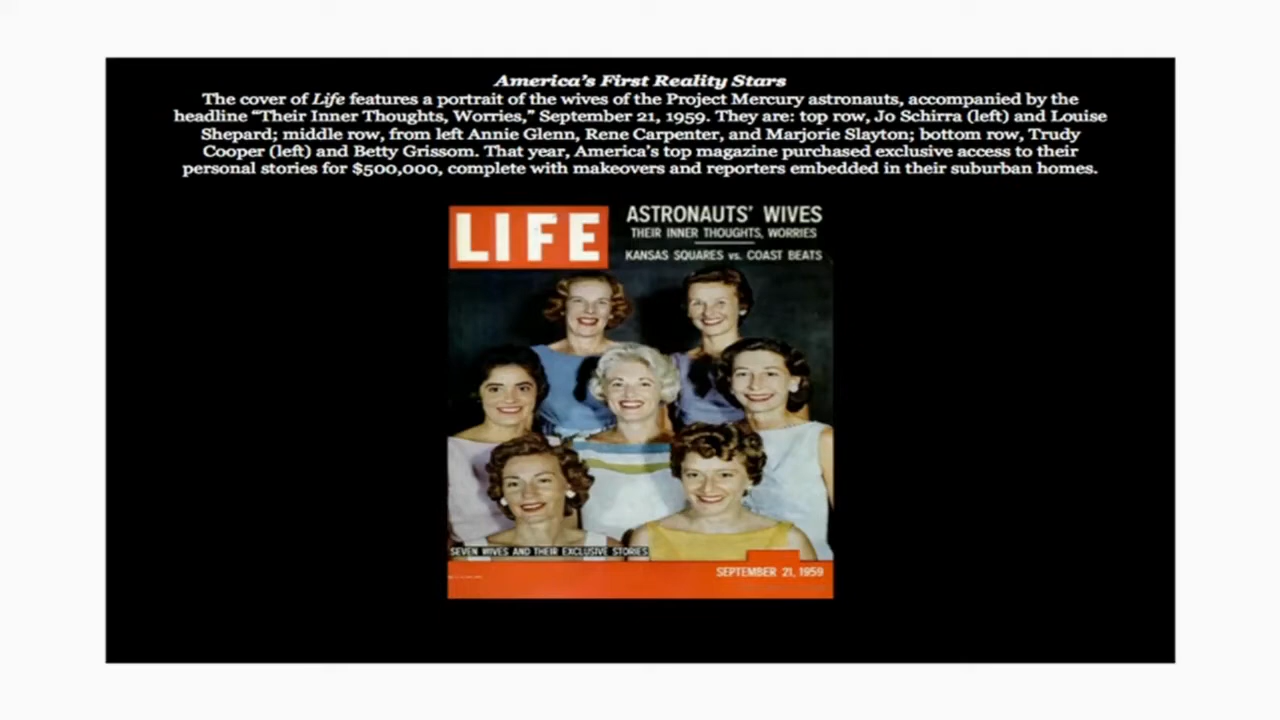 America's First Reality Stars
The cover of Life features a portrait of the wives of the Project Mercury astronauts, accompanied by the
headline “Their Inner Thoughts, Worries,” September 21, 1959. They are: top row, Jo Schirra (left) and Louise
Shepard; middle row, from left Annie Glenn, Rene Carpenter, and Marjorie Slayton; bottom row, Trudy
Cooper (left) and Betty Grissom. That year, America's top magazine purchased exclusive access to their
personal stories for $500,000, complete with makeovers and reporters embedded in their suburban homes.
LIFE
ASTRONAUTS' WIVES
THEIR INNER THOUGHTS, WORRIES
KANSAS SQUARES vs. COAST BEATS
SEVEN WIVES AND THEIR EXCLUSIVE STORIES
SEPTEMBER 21, 1959